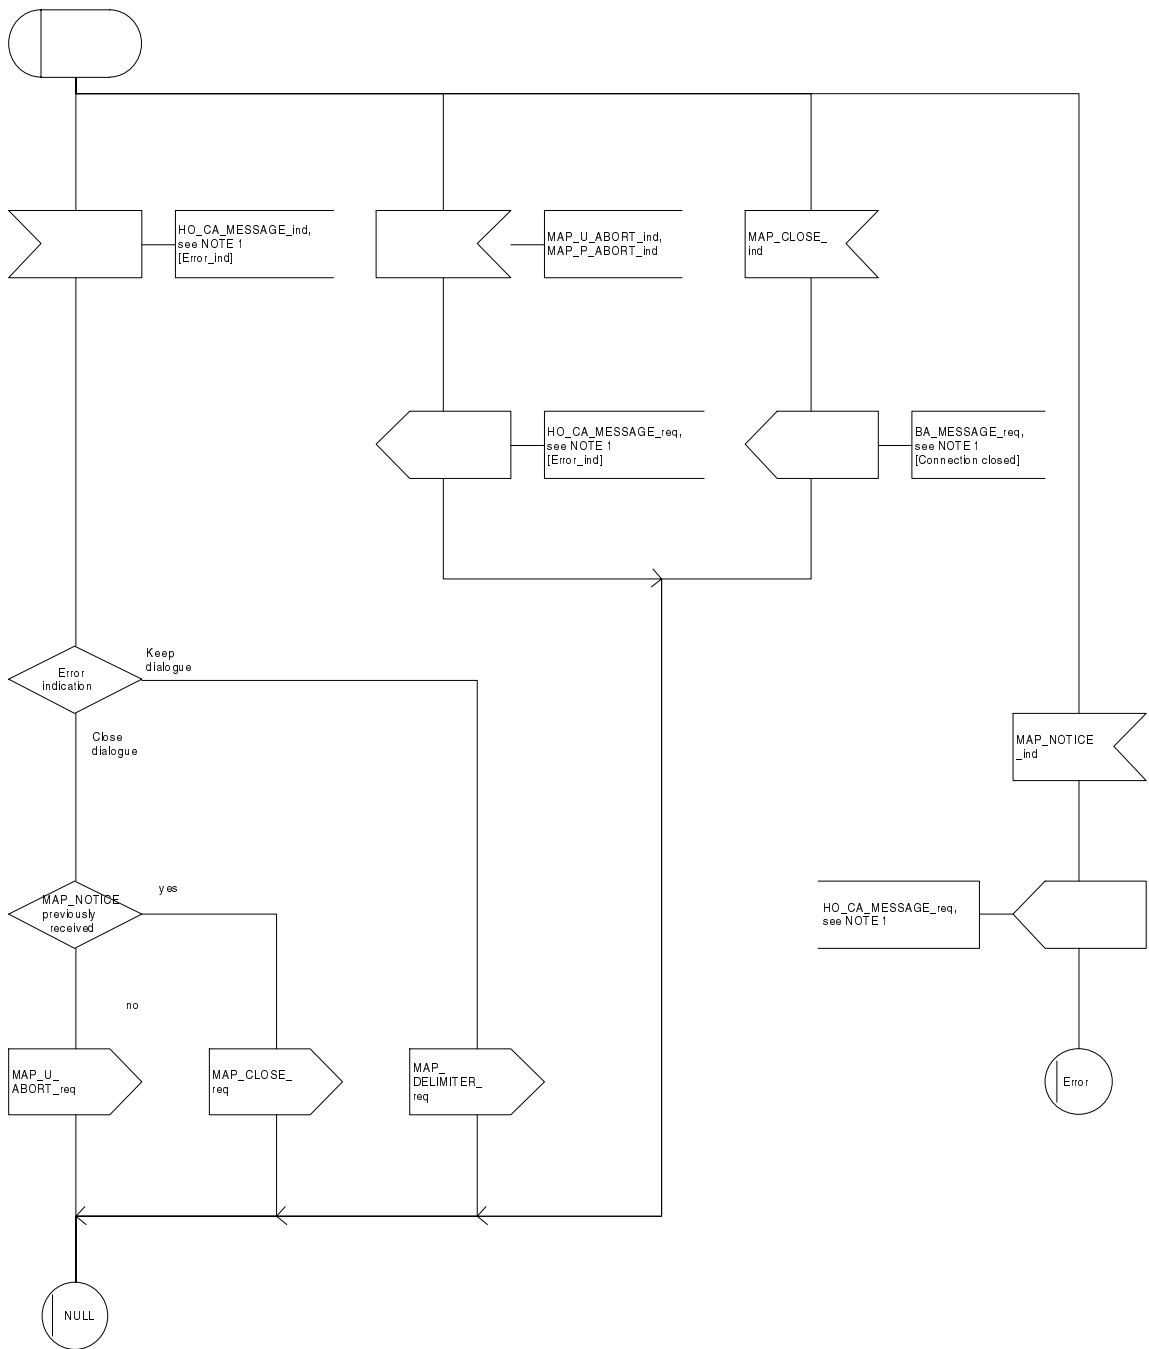 HO_CA_MESSAGE_ind,
see NOTE 1
[Error_ind]
MAP_U_ABORT_ind,
MAP_P_ABORT_ind
MAP_CLOSE_
ind
HO_CA_MESSAGE_req,
see NOTE 1
[Error_ind]
BA_MESSAGE_req,
see NOTE 1
[Connection closed]
Error
indication
Keep
dialogue
Close
dialogue
MAP_NOTICE
_ind
MAP_NOTICE
previously
received
yes
HO_CA_MESSAGE_req,
see NOTE 1
no
MAP_U_
ABORT_req
MAP_CLOSE_
req
MAP_
DELIMITER_
req
Error
NULL